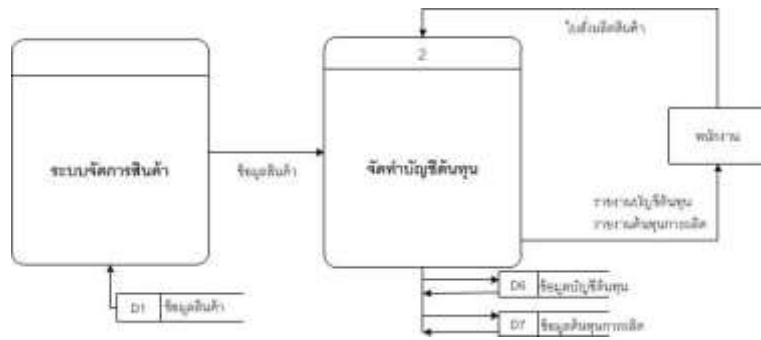 ใบสั่งผลิตสินค้า
2
พนักงาน
ระบบจัดการสินค้า
ข้อมูลสินค้า
จัดทำบัญชีต้นทุน
รายงานบัญชีต้นทุน
รายงานต้นทุนการผลิต
D6 ข้อมูลบัญชีต้นทุน
D1 ข้อมูลสินค้า
D7 ข้อมูลต้นทุนการผลิต